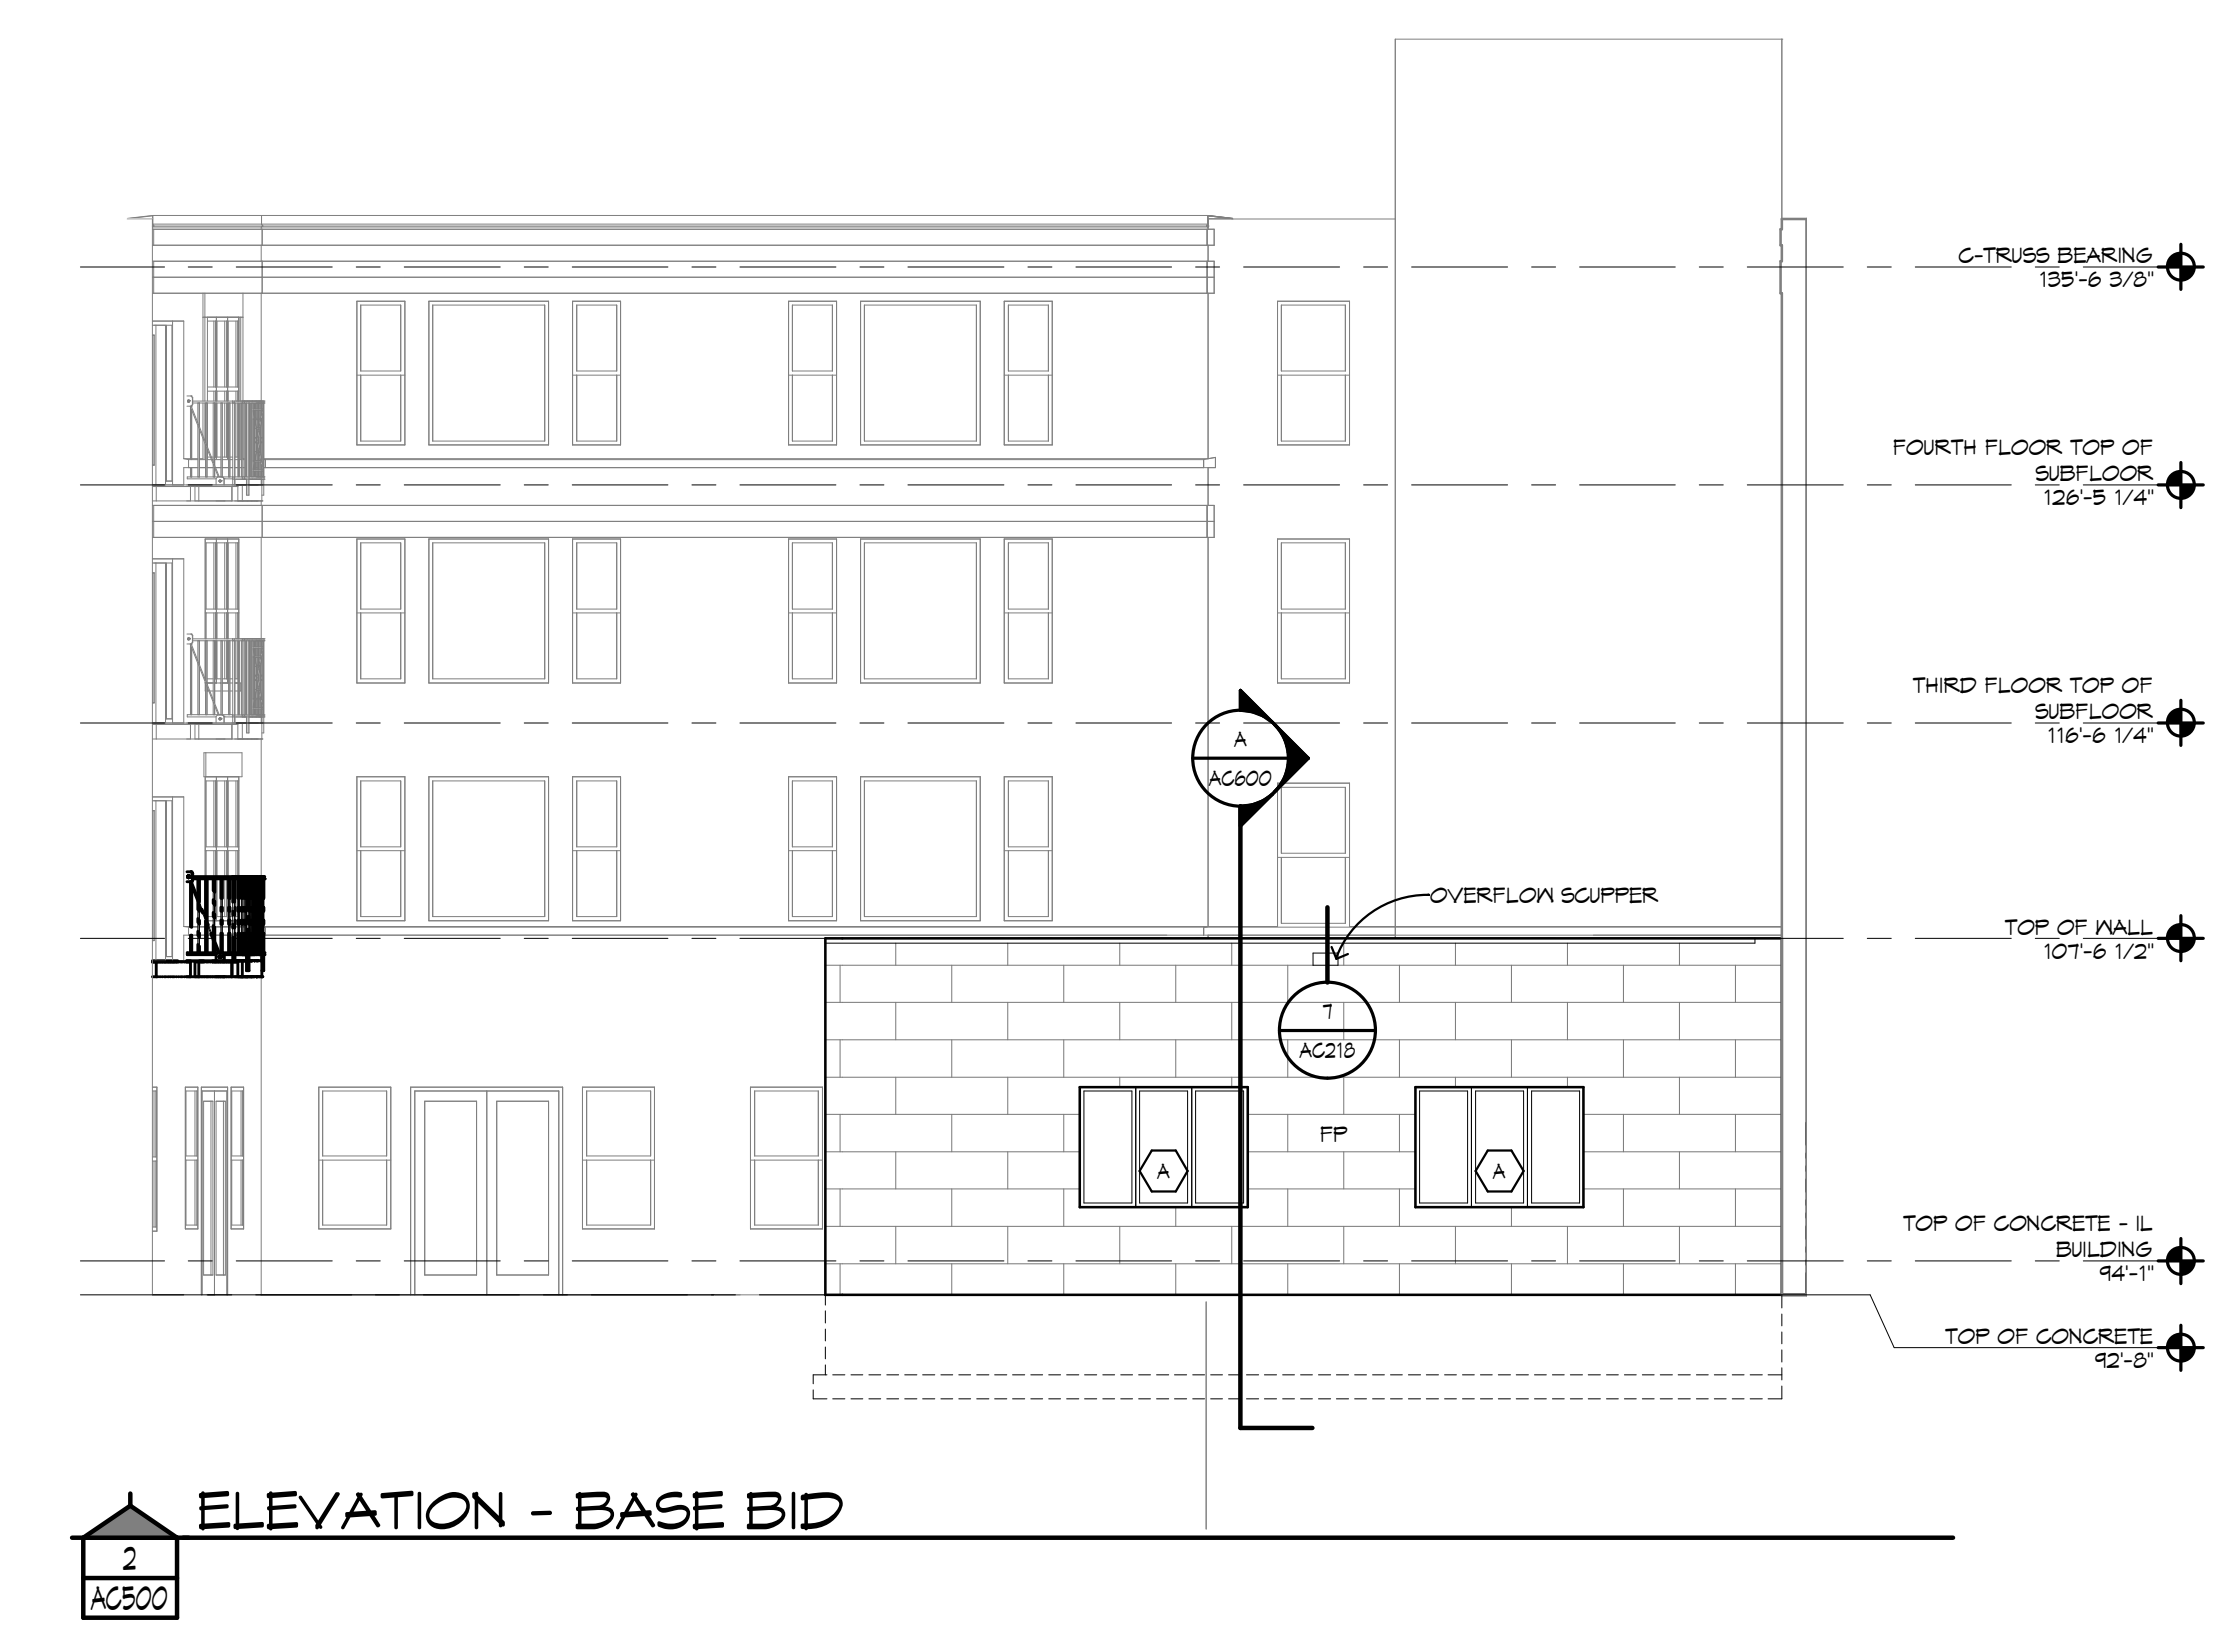 C-TRUSS BEARING
135'-6 3/8"
FOURTH FLOOR TOP OF
SUBFLOOR
126'-5 1/4"
THIRD FLOOR TOP OF
SUBFLOOR
116'-6 1/4"
A
AC600
OVERFLOW SCUPPER
TOP OF WALL
107'-6 1/2"
7
AC218
FP
A
A
TOP OF CONCRETE - IL
BUILDING
94'-1"
TOP OF CONCRETE
92'-8"
ELEVATION - BASE BID
2
AC500